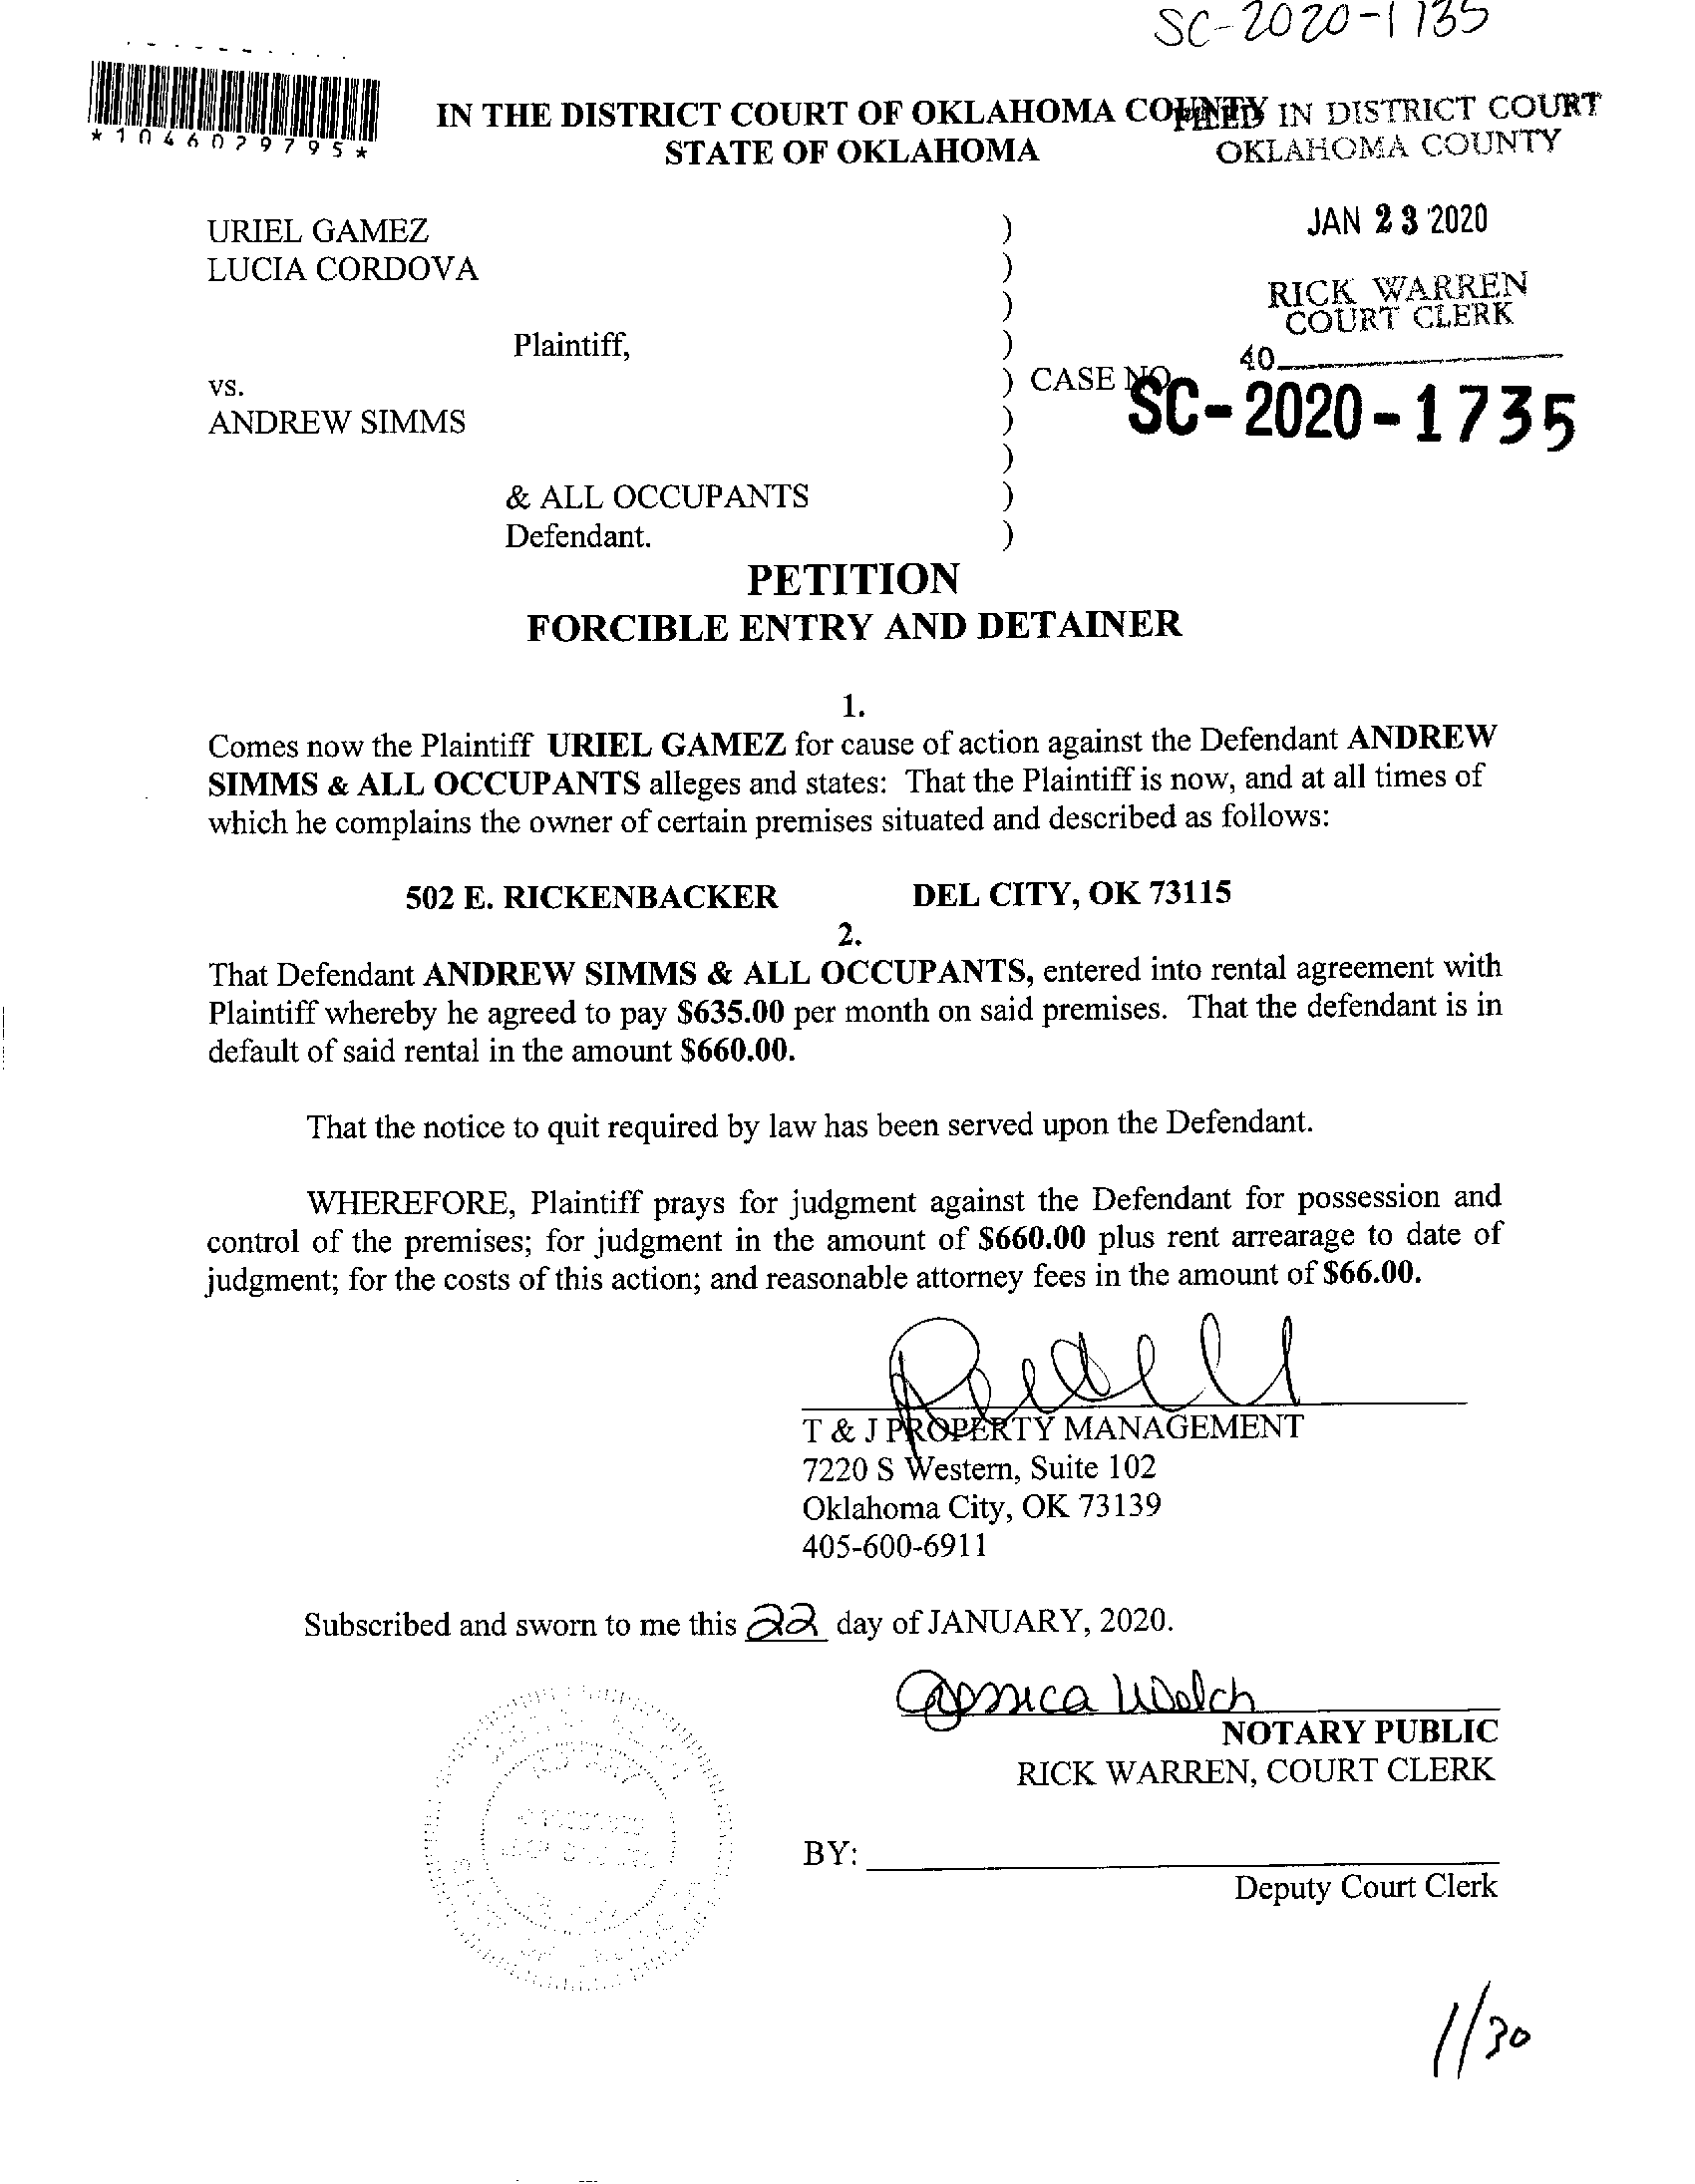 SC-2020-1735
*1046029795*
IN THE DISTRICT COURT OF OKLAHOMA COUNTY
STATE OF OKLAHOMA
FILED IN DISTRICT COURT
OKLAHOMA COUNTY
JAN 23 2020
RICK WARREN
COURT CLERK
40
URIEL GAMEZ )
LUCIA CORDOVA )
)
Plaintiff, )
vs. ) CASE NO.
SC-2020-1735
ANDREW SIMMS )
)
& ALL OCCUPANTS )
Defendant. )
PETITION
FORCIBLE ENTRY AND DETAINER
1.
Comes now the Plaintiff URIEL GAMEZ for cause of action against the Defendant ANDREW
SIMMS & ALL OCCUPANTS alleges and states: That the Plaintiff is now, and at all times of
which he complains the owner of certain premises situated and described as follows:
502 E. RICKENBACKER DEL CITY, OK 73115
2.
That Defendant ANDREW SIMMS & ALL OCCUPANTS, entered into rental agreement with
Plaintiff whereby he agreed to pay $635.00 per month on said premises. That the defendant is in
default of said rental in the amount $660.00.
That the notice to quit required by law has been served upon the Defendant.
WHEREFORE, Plaintiff prays for judgment against the Defendant for possession and
control of the premises; for judgment in the amount of $660.00 plus rent arrearage to date of
judgment; for the costs of this action; and reasonable attorney fees in the amount of $66.00.
T & J PROPERTY MANAGEMENT
7220 S Western, Suite 102
Oklahoma City, OK 73139
405-600-6911
Subscribed and sworn to me this 22 day of JANUARY, 2020.
Jessica Welch
NOTARY PUBLIC
RICK WARREN, COURT CLERK
BY:
Deputy Court Clerk
1/30